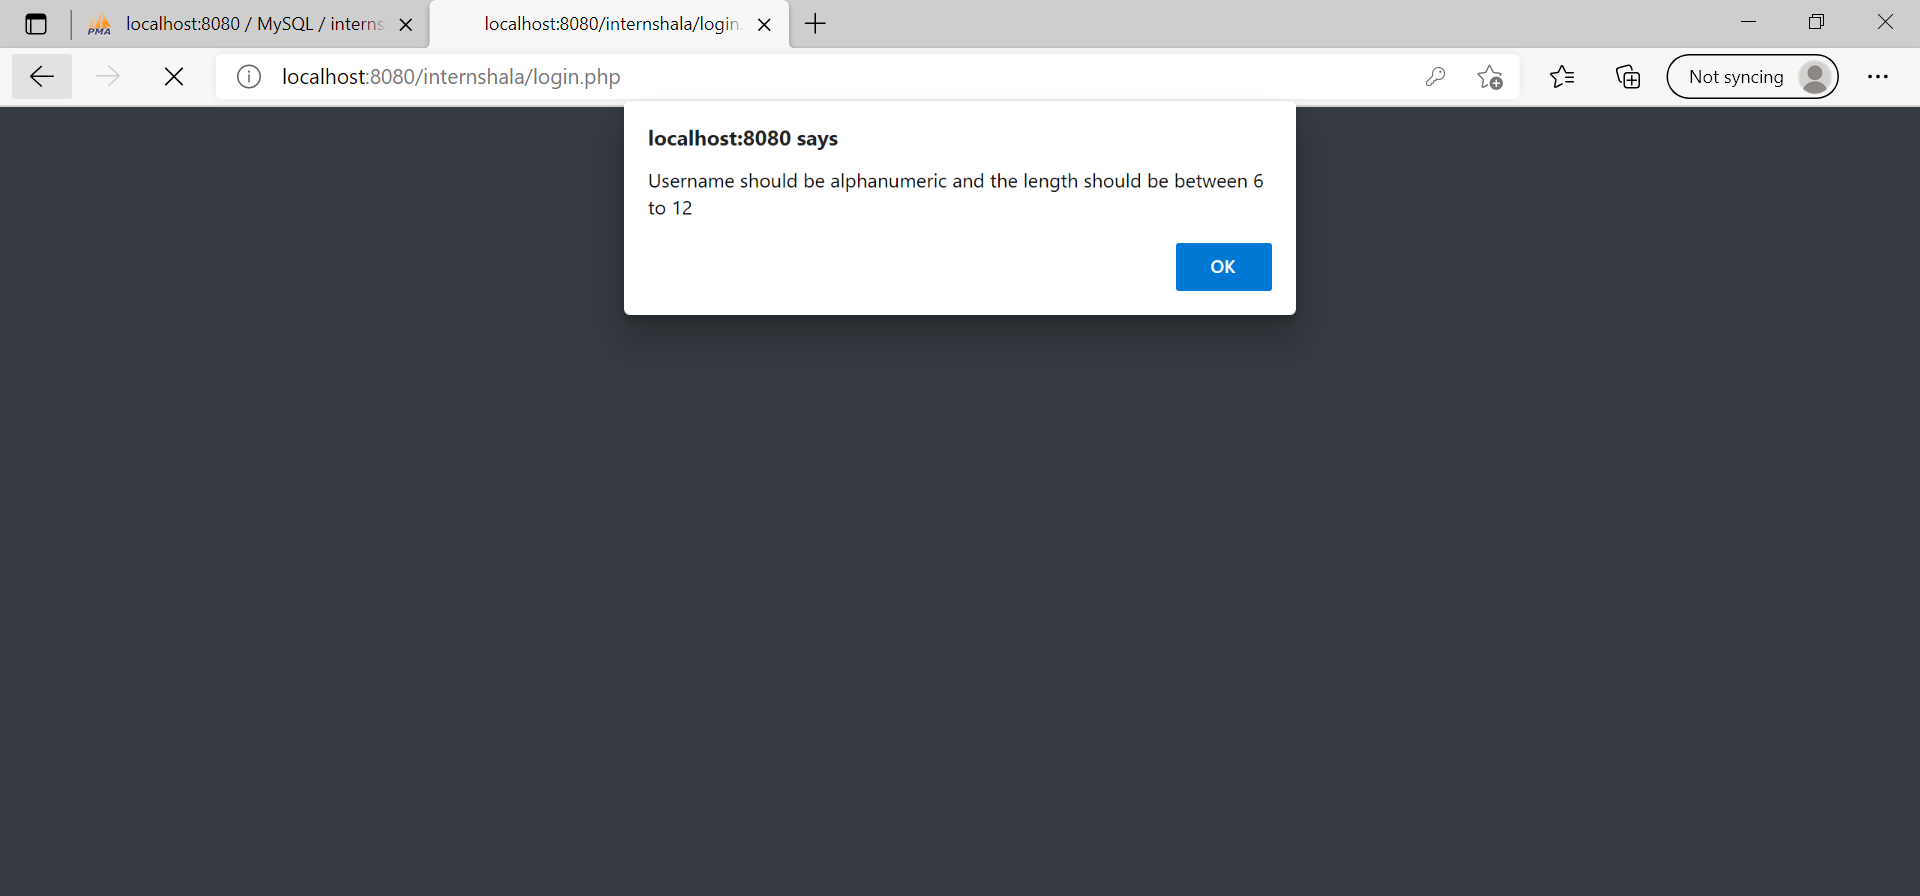 PMA localhost:8080 / MySQL / interns
localhost:8080/internshala/login.
localhost:8080/internshala/login.php
Not syncing
localhost:8080 says
Username should be alphanumeric and the length should be between 6
to 12
OK